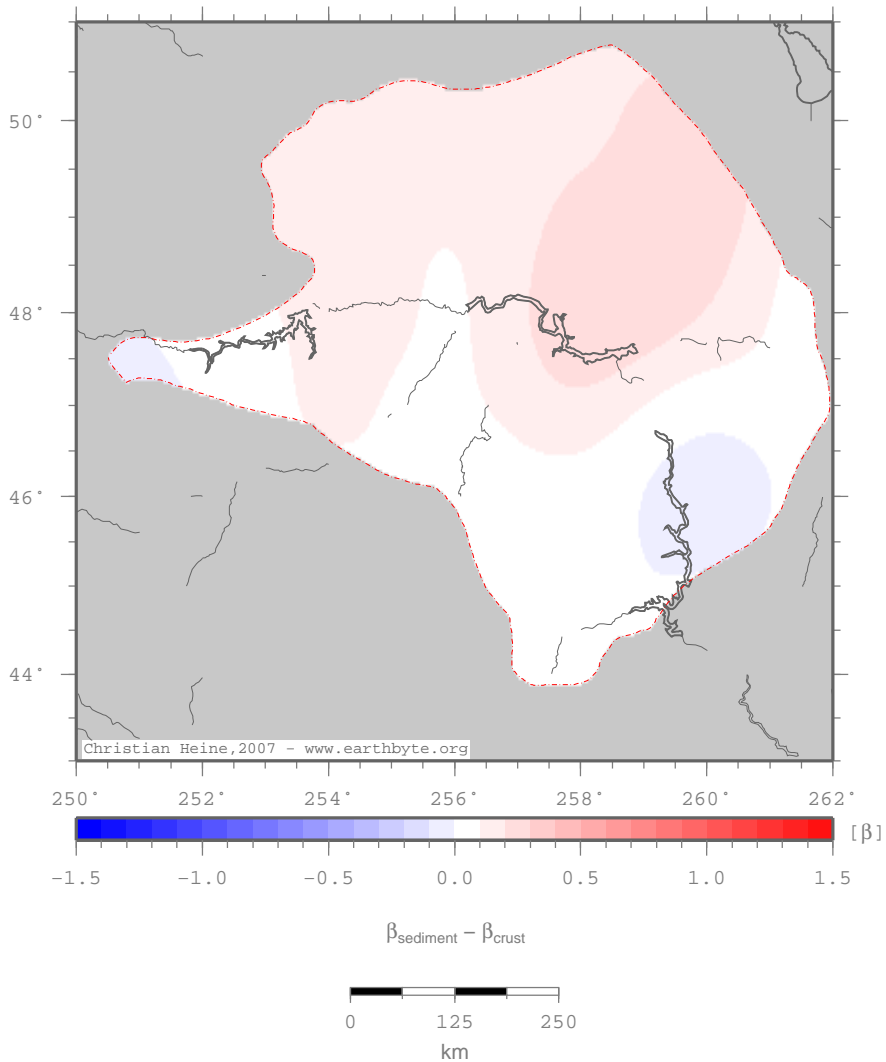 50°
48°
46°
44°
Christian Heine,2007 - www.earthbyte.org
250° 252° 254° 256° 258° 260° 262°
[β]
-1.5 -1.0 -0.5 0.0 0.5 1.0 1.5
βsediment – βcrust
0 125 250
km